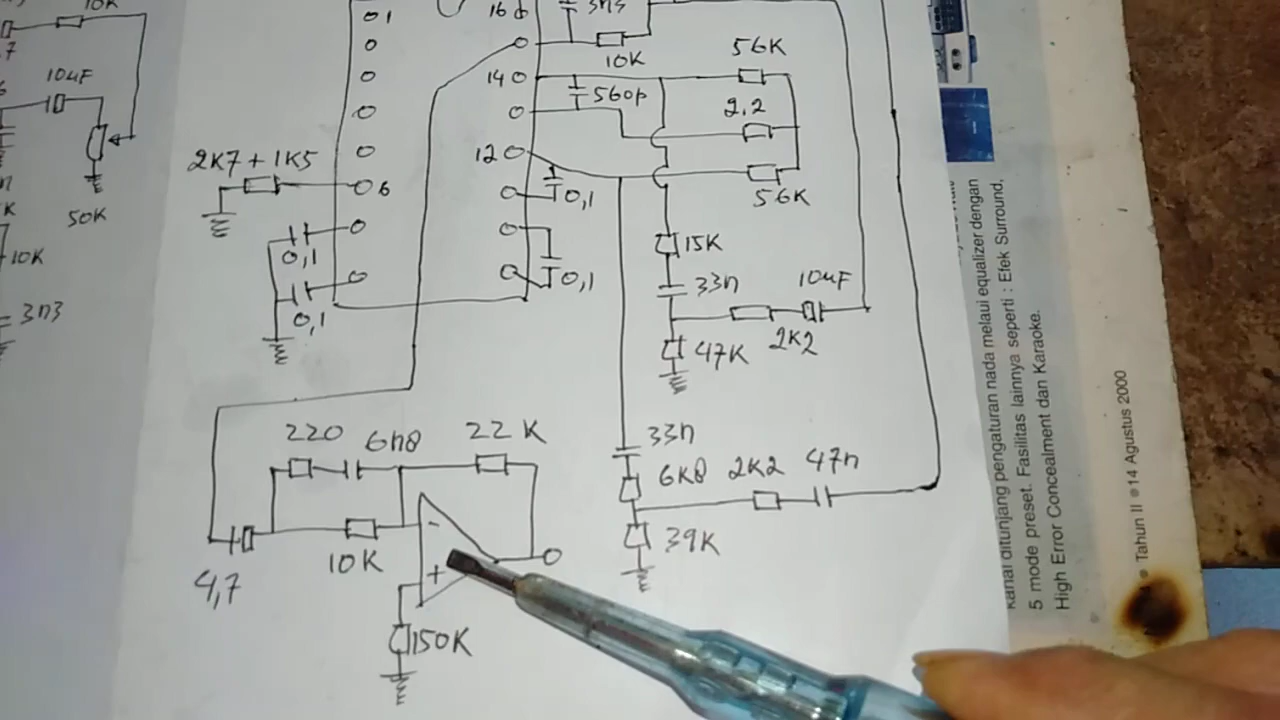 10K
1
16
3n3
10K
56K
10uF
14
560p
2,2
2K7 + 1K5
12
6
0,1
56K
50K
15K
0,1
10K
0,1
33n
10uF
0,1
3n3
47K
2K2
220
6n8
22K
33n
6K8
2K2
47n
-
10K
39K
4,7
+
150K
kanal ditunjang pengaturan nada melaui equalizer dengan
5 mode preset. Fasilitas lainnya seperti : Efek Surround,
High Error Concealment dan Karaoke.
• Tahun II • 14 Agustus 2000